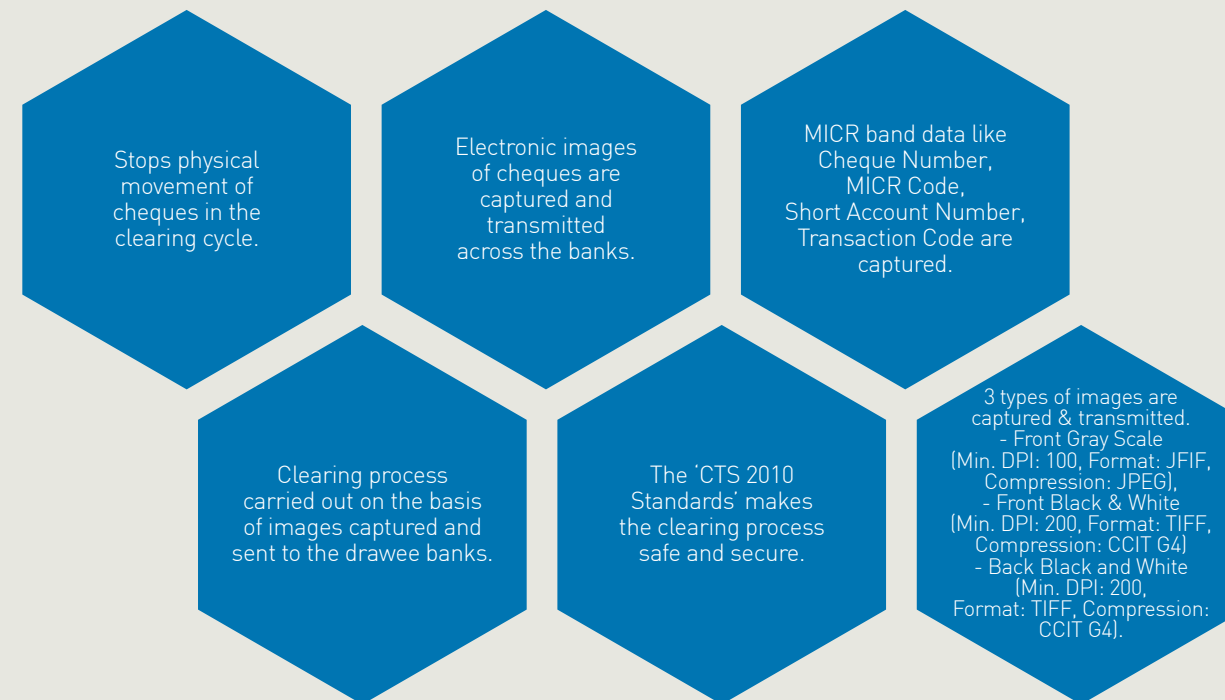 Stops physical
movement of
cheques in the
clearing cycle.
Electronic images
of cheques are
captured and
transmitted
across the banks.
MICR band data like
Cheque Number,
MICR Code,
Short Account Number,
Transaction Code are
captured.
Clearing process
carried out on the basis
of images captured and
sent to the drawee banks.
The ‘CTS 2010
Standards’ makes
the clearing process
safe and secure.
3 types of images are
captured & transmitted.
- Front Gray Scale
(Min. DPI: 100, Format: JFIF,
Compression: JPEG),
- Front Black & White
(Min. DPI: 200, Format: TIFF,
Compression: CCIT G4)
- Back Black and White
(Min. DPI: 200,
Format: TIFF, Compression:
CCIT G4).